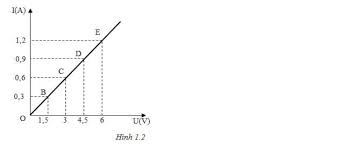 I(A)
1,2
E
0,9
D
0,6
C
0,3
B
O
1,5 3 4,5 6 U(V)
Hình 1.2